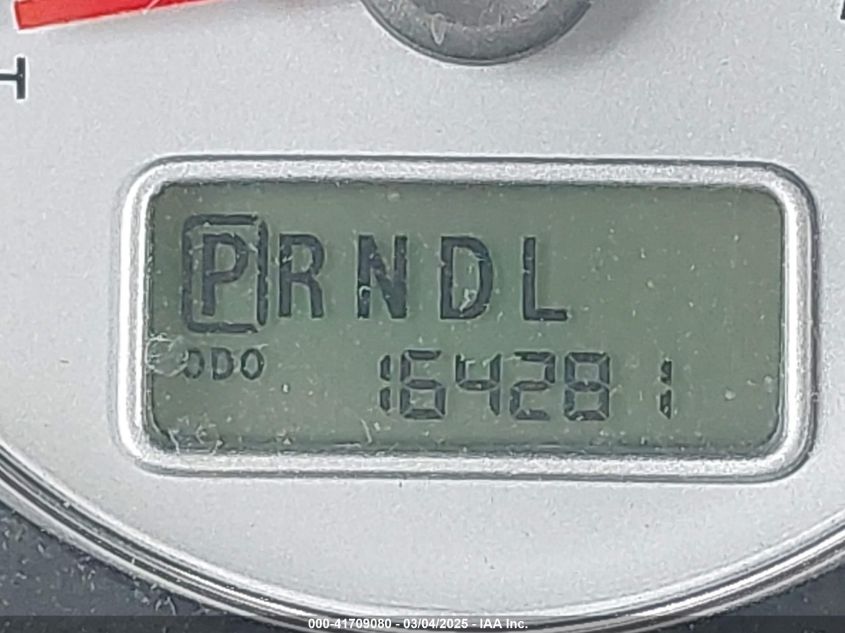 PRNDL
ODO 164281
000-41709080 - 03/04/2025 - IAA Inc.